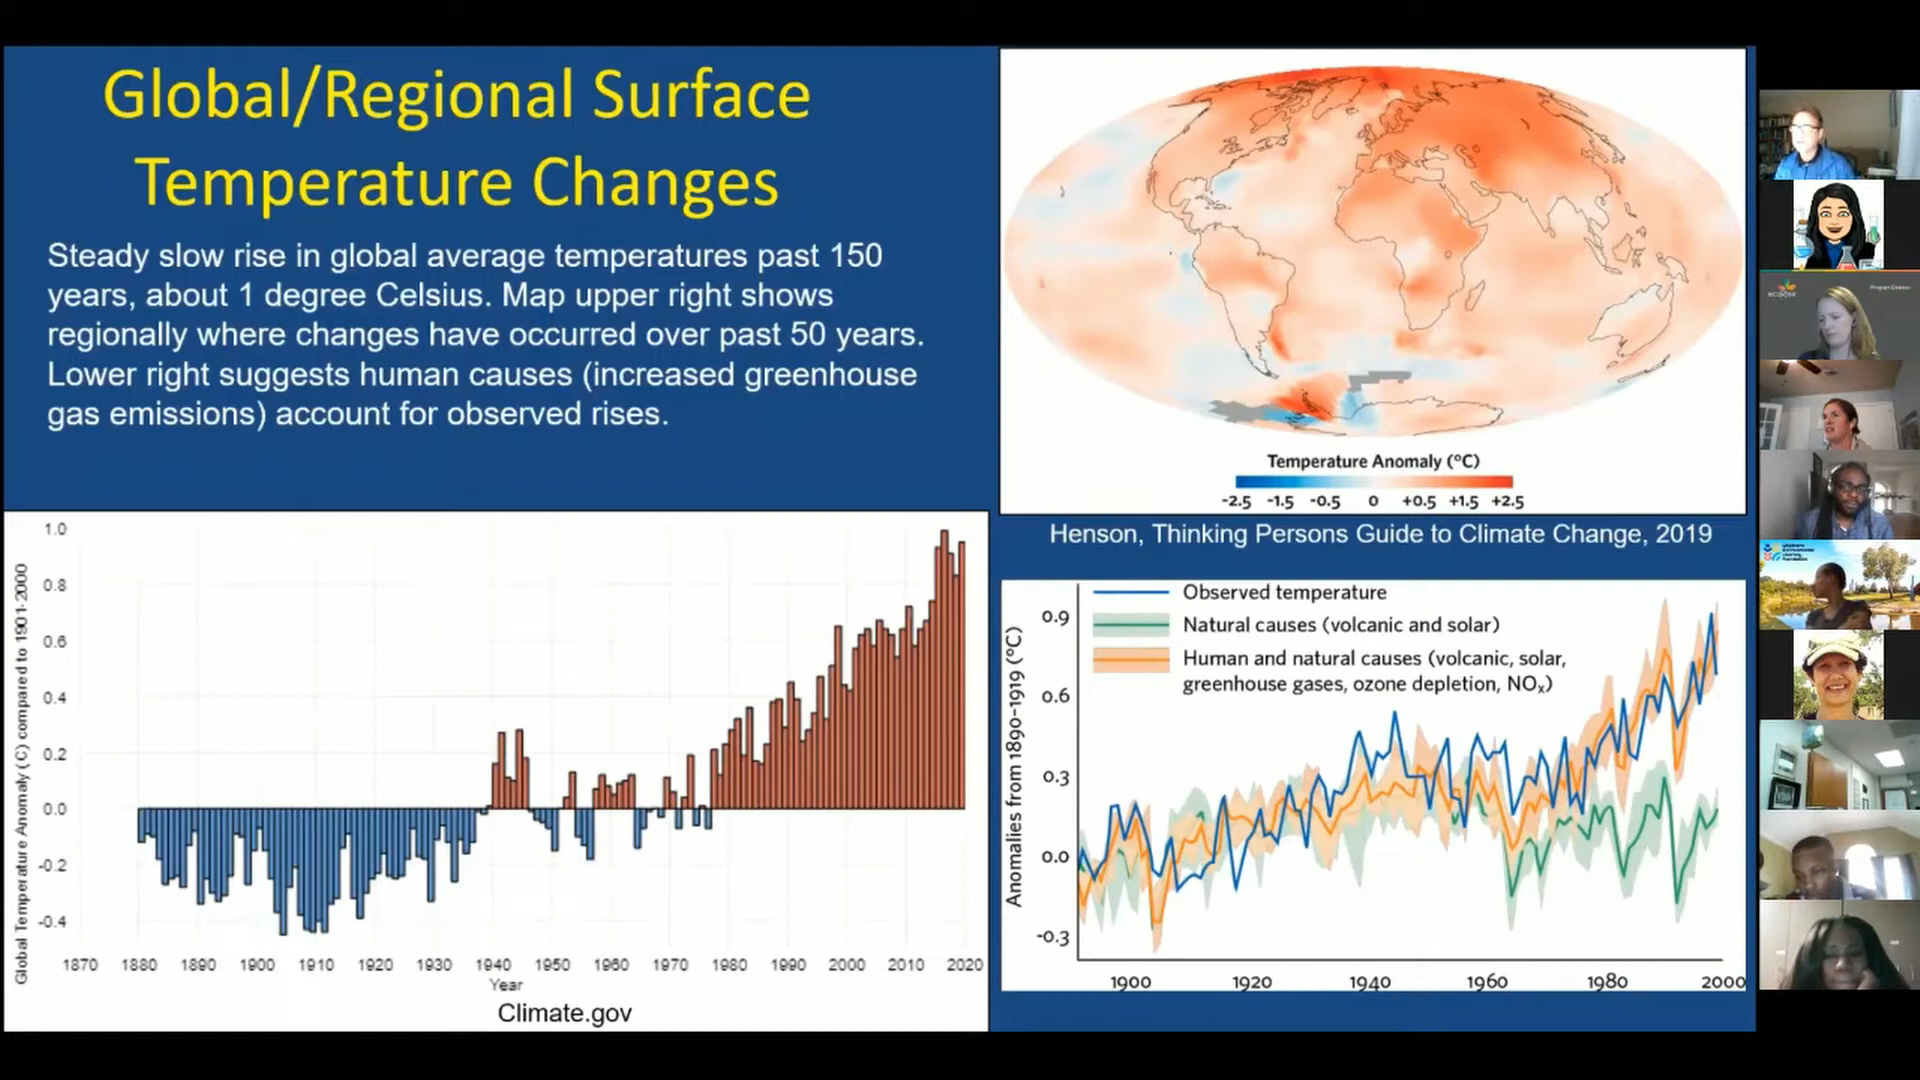 Global/Regional Surface
Temperature Changes
Steady slow rise in global average temperatures past 150
years, about 1 degree Celsius. Map upper right shows
regionally where changes have occurred over past 50 years.
Lower right suggests human causes (increased greenhouse
gas emissions) account for observed rises.
Temperature Anomaly (°C)
-2.5 -1.5 -0.5 0 +0.5 +1.5 +2.5
Henson, Thinking Persons Guide to Climate Change, 2019
Global Temperature Anomaly (C) compared to 1901-2000
1.0
0.8
0.6
0.4
0.2
0.0
-0.2
-0.4
1870 1880 1890 1900 1910 1920 1930 1940 1950 1960 1970 1980 1990 2000 2010 2020
Year
Climate.gov
Observed temperature
Natural causes (volcanic and solar)
Human and natural causes (volcanic, solar,
greenhouse gases, ozone depletion, NOₓ)
Anomalies from 1890-1919 (°C)
0.9
0.6
0.3
0.0
-0.3
1900 1920 1940 1960 1980 2000
Program Director